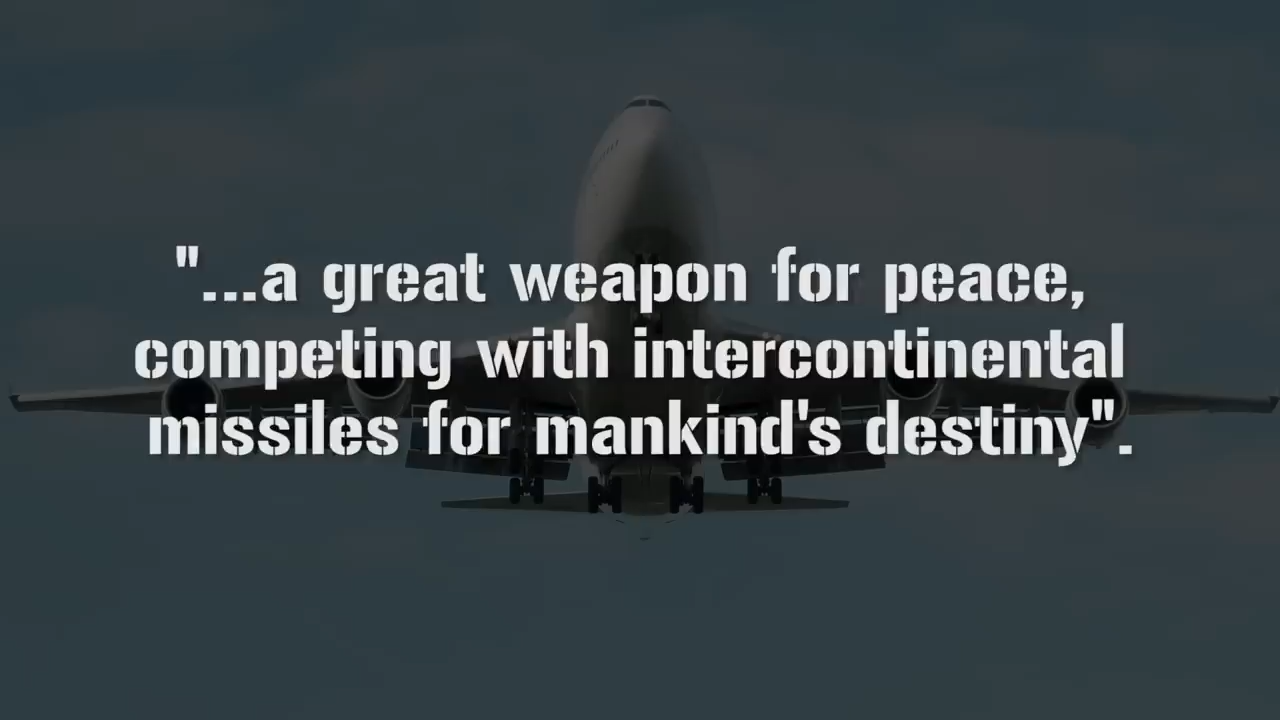 "...a great weapon for peace,
competing with intercontinental
missiles for mankind's destiny".